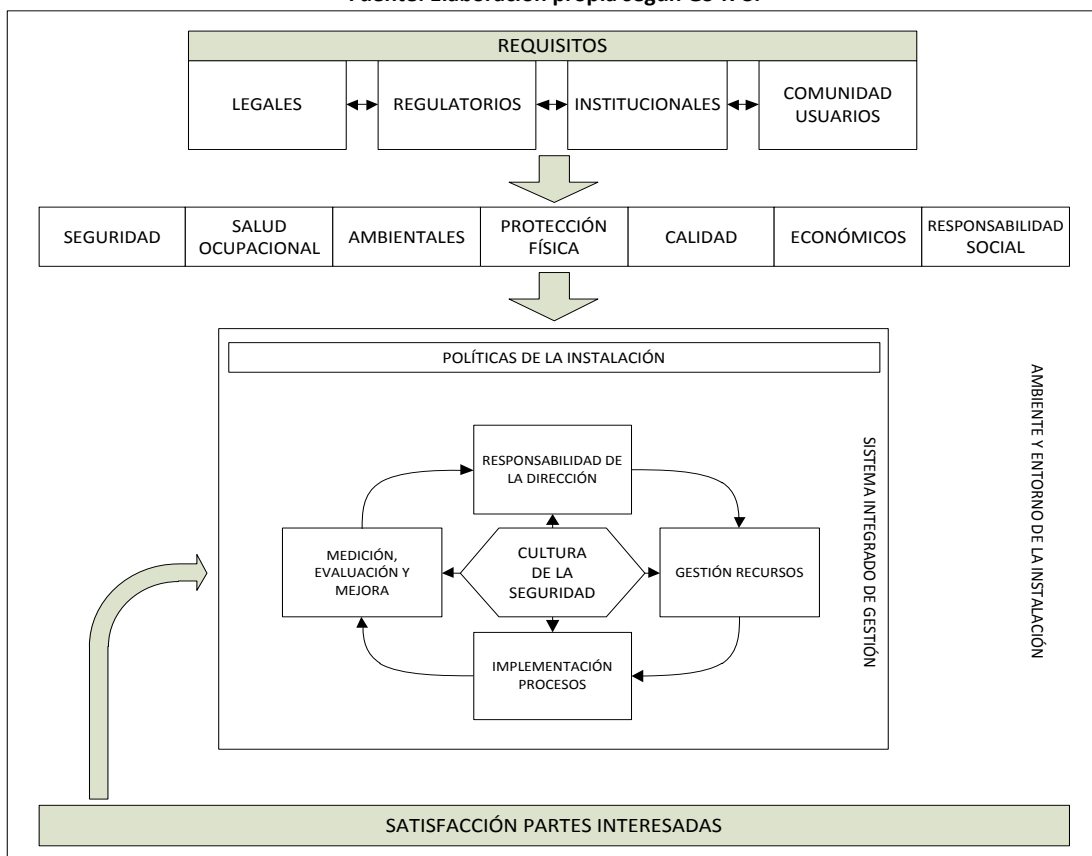 REQUISITOS
LEGALES
REGULATORIOS
INSTITUCIONALES
COMUNIDAD
USUARIOS
SEGURIDAD
SALUD
OCUPACIONAL
AMBIENTALES
PROTECCIÓN
FÍSICA
CALIDAD
ECONÓMICOS
RESPONSABILIDAD
SOCIAL
POLÍTICAS DE LA INSTALACIÓN
RESPONSABILIDAD DE
LA DIRECCIÓN
MEDICIÓN,
EVALUACIÓN Y
MEJORA
CULTURA
DE LA
SEGURIDAD
GESTIÓN RECURSOS
IMPLEMENTACIÓN
PROCESOS
SISTEMA INTEGRADO DE GESTIÓN
AMBIENTE Y ENTORNO DE LA INSTALACIÓN
SATISFACCIÓN PARTES INTERESADAS